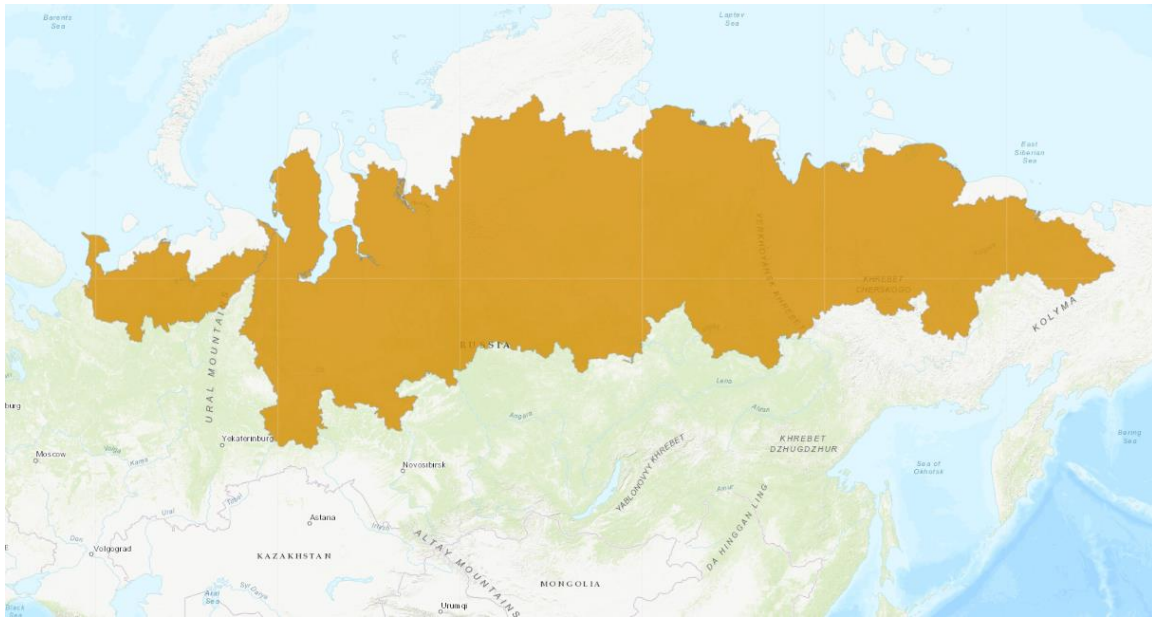 Barents
Sea
Laptev
Sea
East
Siberian
Sea
VERKHOYANSK KHREBET
KHREBET
CHERSKOGO
KOLYMA
RUSSIA
URAL MOUNTAINS
Lena
Aldan
Angara
burg
Yekaterinburg
Moscow
Volga
Kama
Novosibirsk
KHREBET
DZHUGDZHUR
Bering
Sea
Sea of
Okhotsk
YABLONOVYY KHREBET
Amur
DA HINGGAN LING
Tobol
Ural
Astana
Irtysh
Don
Volgograd
E
KAZAKHSTAN
ALTAY MOUNTAINS
MONGOLIA
Aral
Sea
Syr Darya
Black
Sea
Urumqi